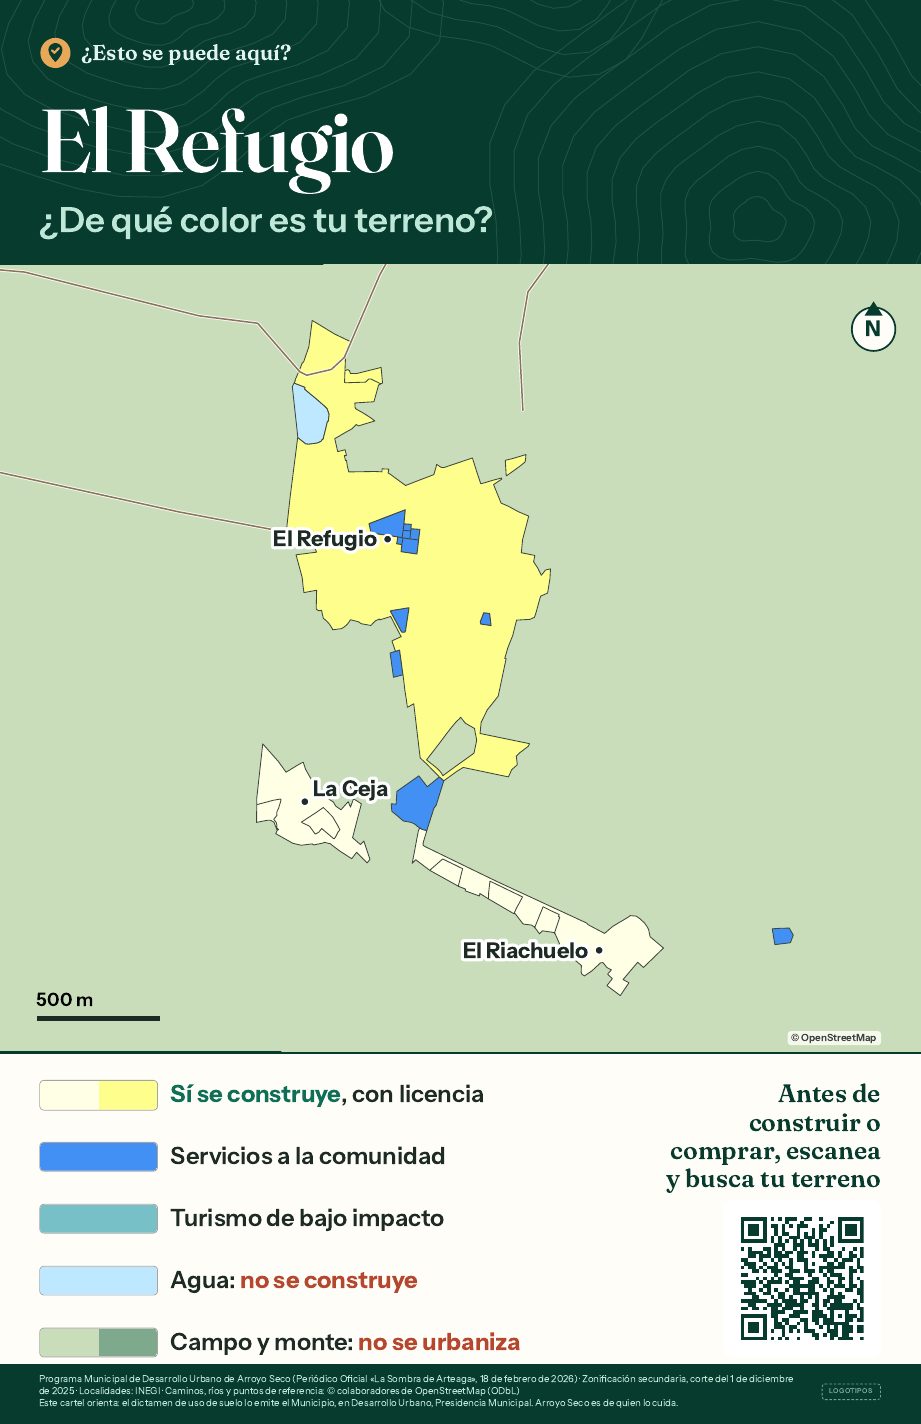 ¿Esto se puede aquí?
El Refugio
¿De qué color es tu terreno?
N
El Refugio
La Ceja
El Riachuelo
500 m
© OpenStreetMap
Sí se construye, con licencia
Servicios a la comunidad
Turismo de bajo impacto
Agua: no se construye
Campo y monte: no se urbaniza
Antes de
construir o
comprar, escanea
y busca tu terreno
Programa Municipal de Desarrollo Urbano de Arroyo Seco (Periódico Oficial «La Sombra de Arteaga», 18 de febrero de 2026) · Zonificación secundaria, corte del 1 de diciembre
de 2025 · Localidades: INEGI · Caminos, ríos y puntos de referencia: © colaboradores de OpenStreetMap (ODbL)
Este cartel orienta: el dictamen de uso de suelo lo emite el Municipio, en Desarrollo Urbano, Presidencia Municipal. Arroyo Seco es de quien lo cuida.
LOGOTIPOS